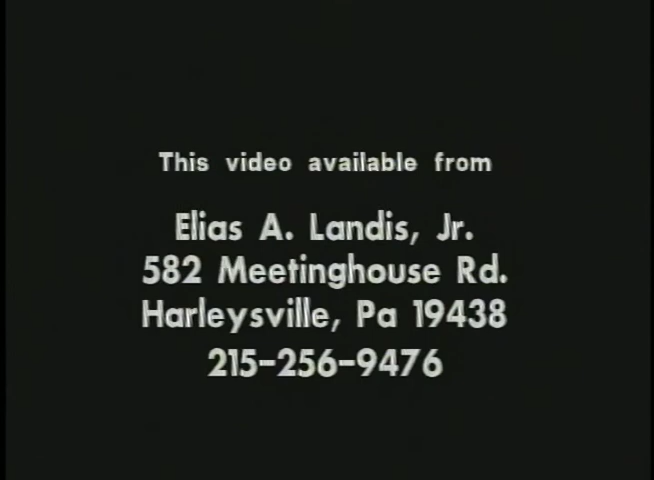 This video available from
Elias A. Landis, Jr.
582 Meetinghouse Rd.
Harleysville, Pa 19438
215-256-9476